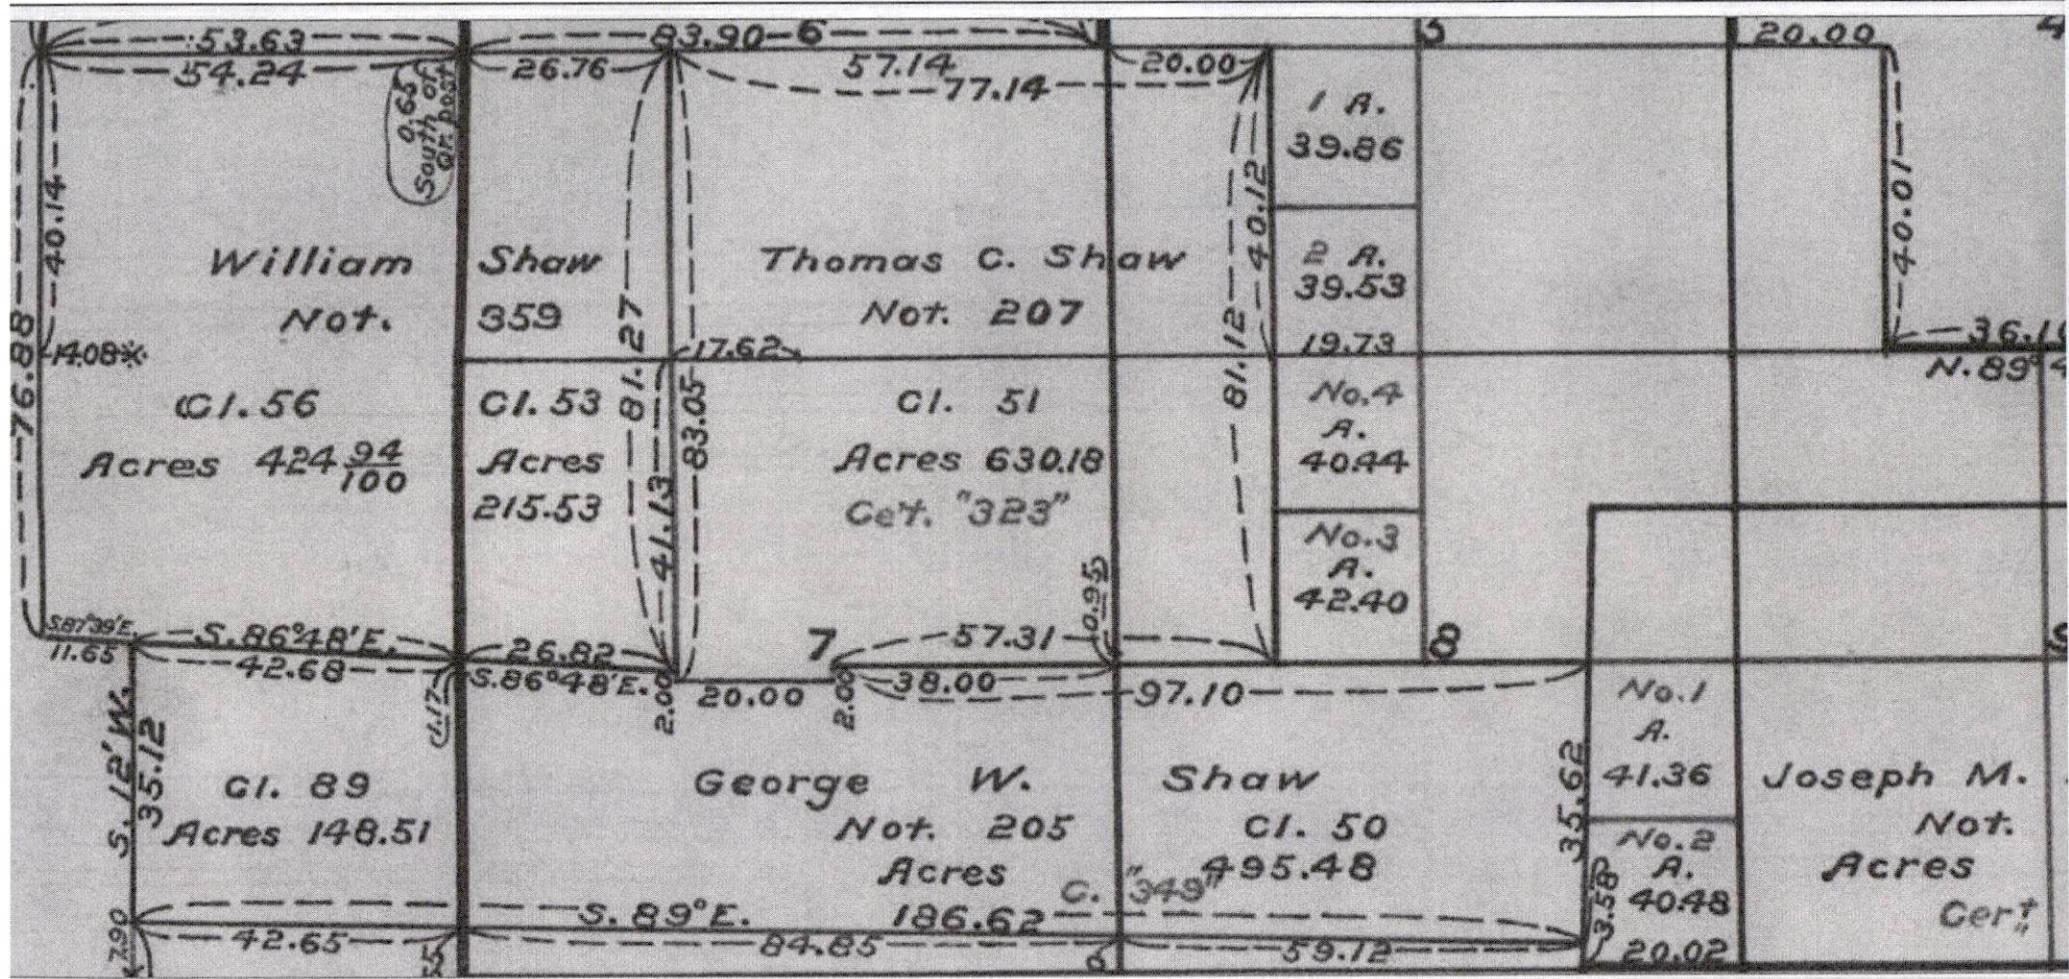 53.63
83.90
6
5
20.00
4
54.24
26.76
57.14
20.00
77.14
0.65
South of
Qr. post
1 A.
39.86
40.14
40.12
40.01
William Shaw
Not. 359
Thomas C. Shaw
Not. 207
2 A.
39.53
19.73
76.88
14.08*
81.27
17.62
81.12
36.1
N. 89° 4
Cl. 56
Acres 424 94/100
Cl. 53
Acres
215.53
41.13
83.05
Cl. 51
Acres 630.18
Cet. "323"
No.4
A.
40.44
No.3
A.
42.40
0.95
S.87°39'E.
11.65
S. 86°48'E.
42.68
26.82
S.86°48'E.
1.17
2.00
20.00
7
2.00
57.31
38.00
97.10
8
No.1
A.
41.36
S. 12' W.
35.12
Cl. 89
Acres 148.51
George W. Shaw
Not. 205
Cl. 50
Acres
495.48
C. "349"
35.62
3.58
No.2
A.
40.48
20.02
Joseph M.
Not.
Acres
Cert
7.90
S. 89° E.
186.62
42.65
55
84.85
59.12